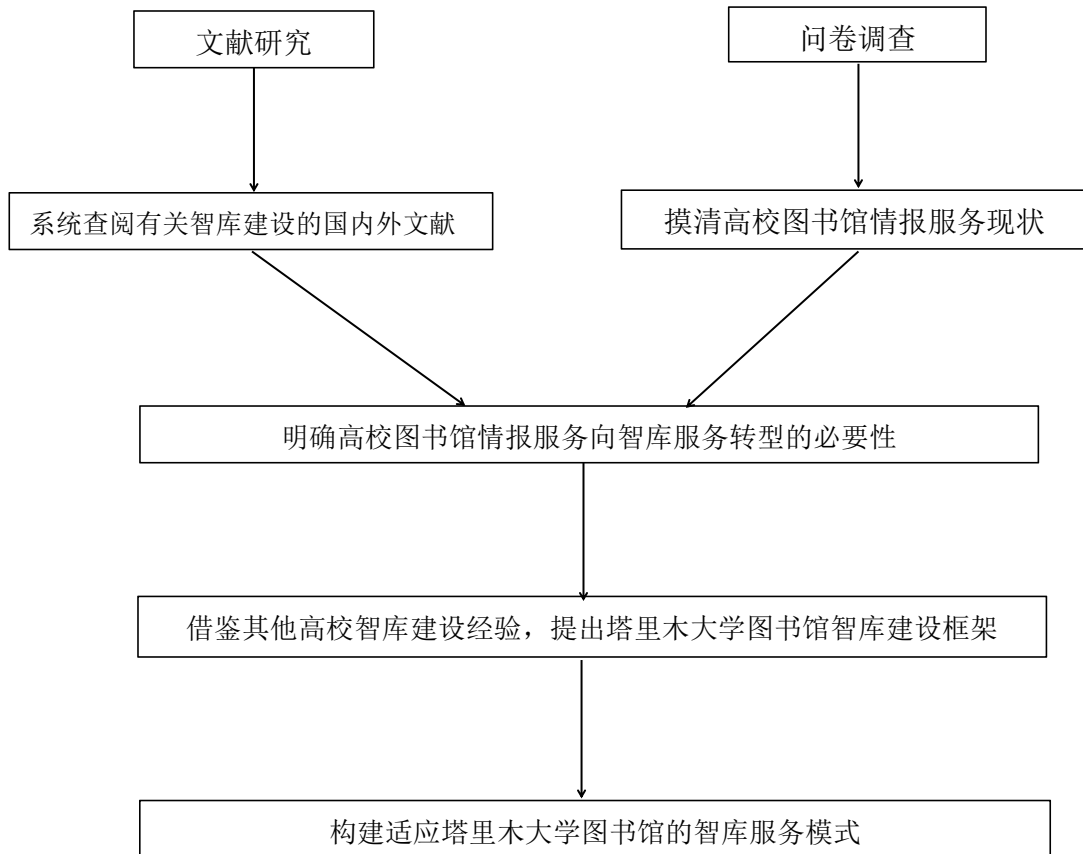 文献研究
问卷调查
系统查阅有关智库建设的国内外文献
摸清高校图书馆情报服务现状
明确高校图书馆情报服务向智库服务转型的必要性
借鉴其他高校智库建设经验，提出塔里木大学图书馆智库建设框架
构建适应塔里木大学图书馆的智库服务模式